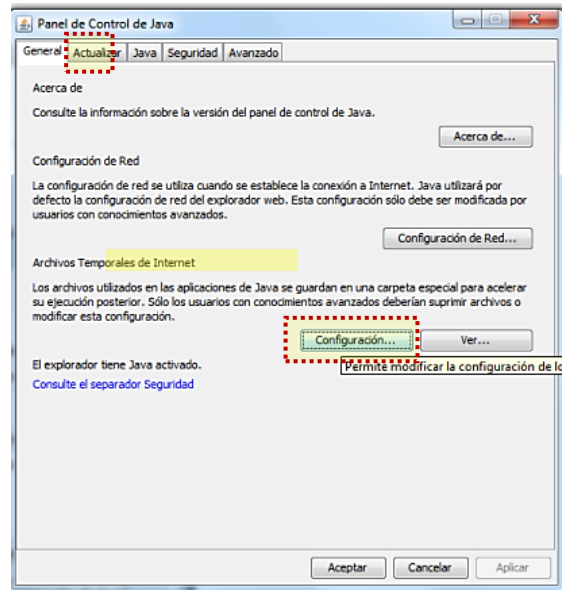 Panel de Control de Java
General Actualizar Java Seguridad Avanzado
Acerca de
Consulte la información sobre la versión del panel de control de Java.
Acerca de...
Configuración de Red
La configuración de red se utiliza cuando se establece la conexión a Internet. Java utilizará por
defecto la configuración de red del explorador web. Esta configuración sólo debe ser modificada por
usuarios con conocimientos avanzados.
Configuración de Red...
Archivos Temporales de Internet
Los archivos utilizados en las aplicaciones de Java se guardan en una carpeta especial para acelerar
su ejecución posterior. Sólo los usuarios con conocimientos avanzados deberían suprimir archivos o
modificar esta configuración.
Configuración... Ver...
El explorador tiene Java activado.
Permite modificar la configuración de lo
Consulte el separador Seguridad
Aceptar Cancelar Aplicar